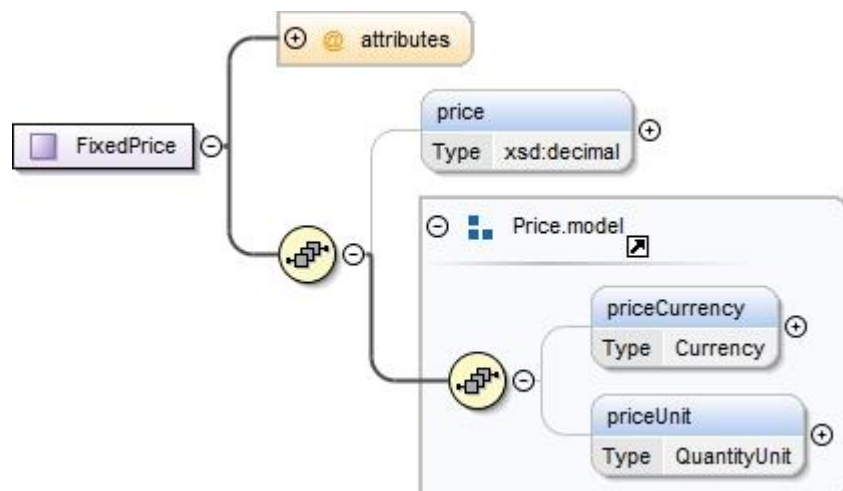 @ attributes
price
Type xsd:decimal
FixedPrice
Price.model
priceCurrency
Type Currency
priceUnit
Type QuantityUnit